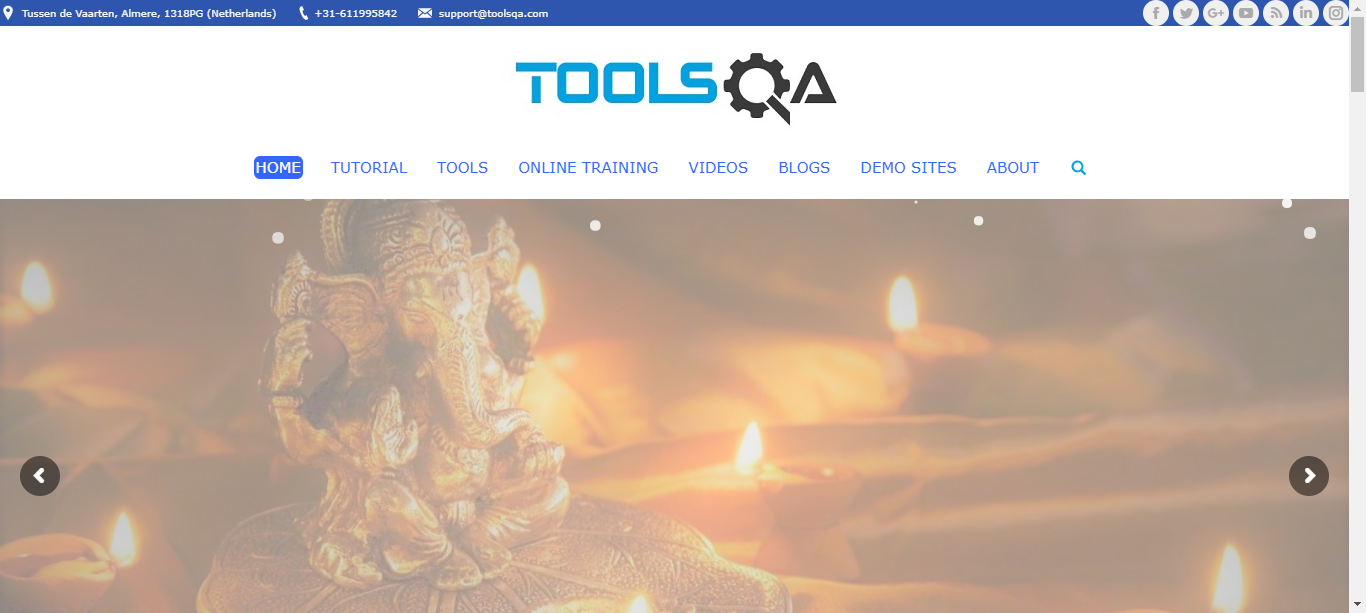 Tussen de Vaarten, Almere, 1318PG (Netherlands) +31-611995842 support@toolsqa.com
TOOLSQA
HOME TUTORIAL TOOLS ONLINE TRAINING VIDEOS BLOGS DEMO SITES ABOUT